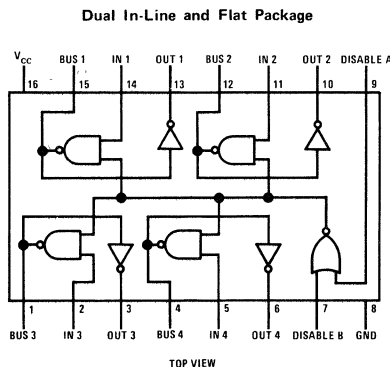 Dual In-Line and Flat Package
VCC BUS 1 IN 1 OUT 1 BUS 2 IN 2 OUT 2 DISABLE A
16 15 14 13 12 11 10 9
1 2 3 4 5 6 7 8
BUS 3 IN 3 OUT 3 BUS 4 IN 4 OUT 4 DISABLE B GND
TOP VIEW